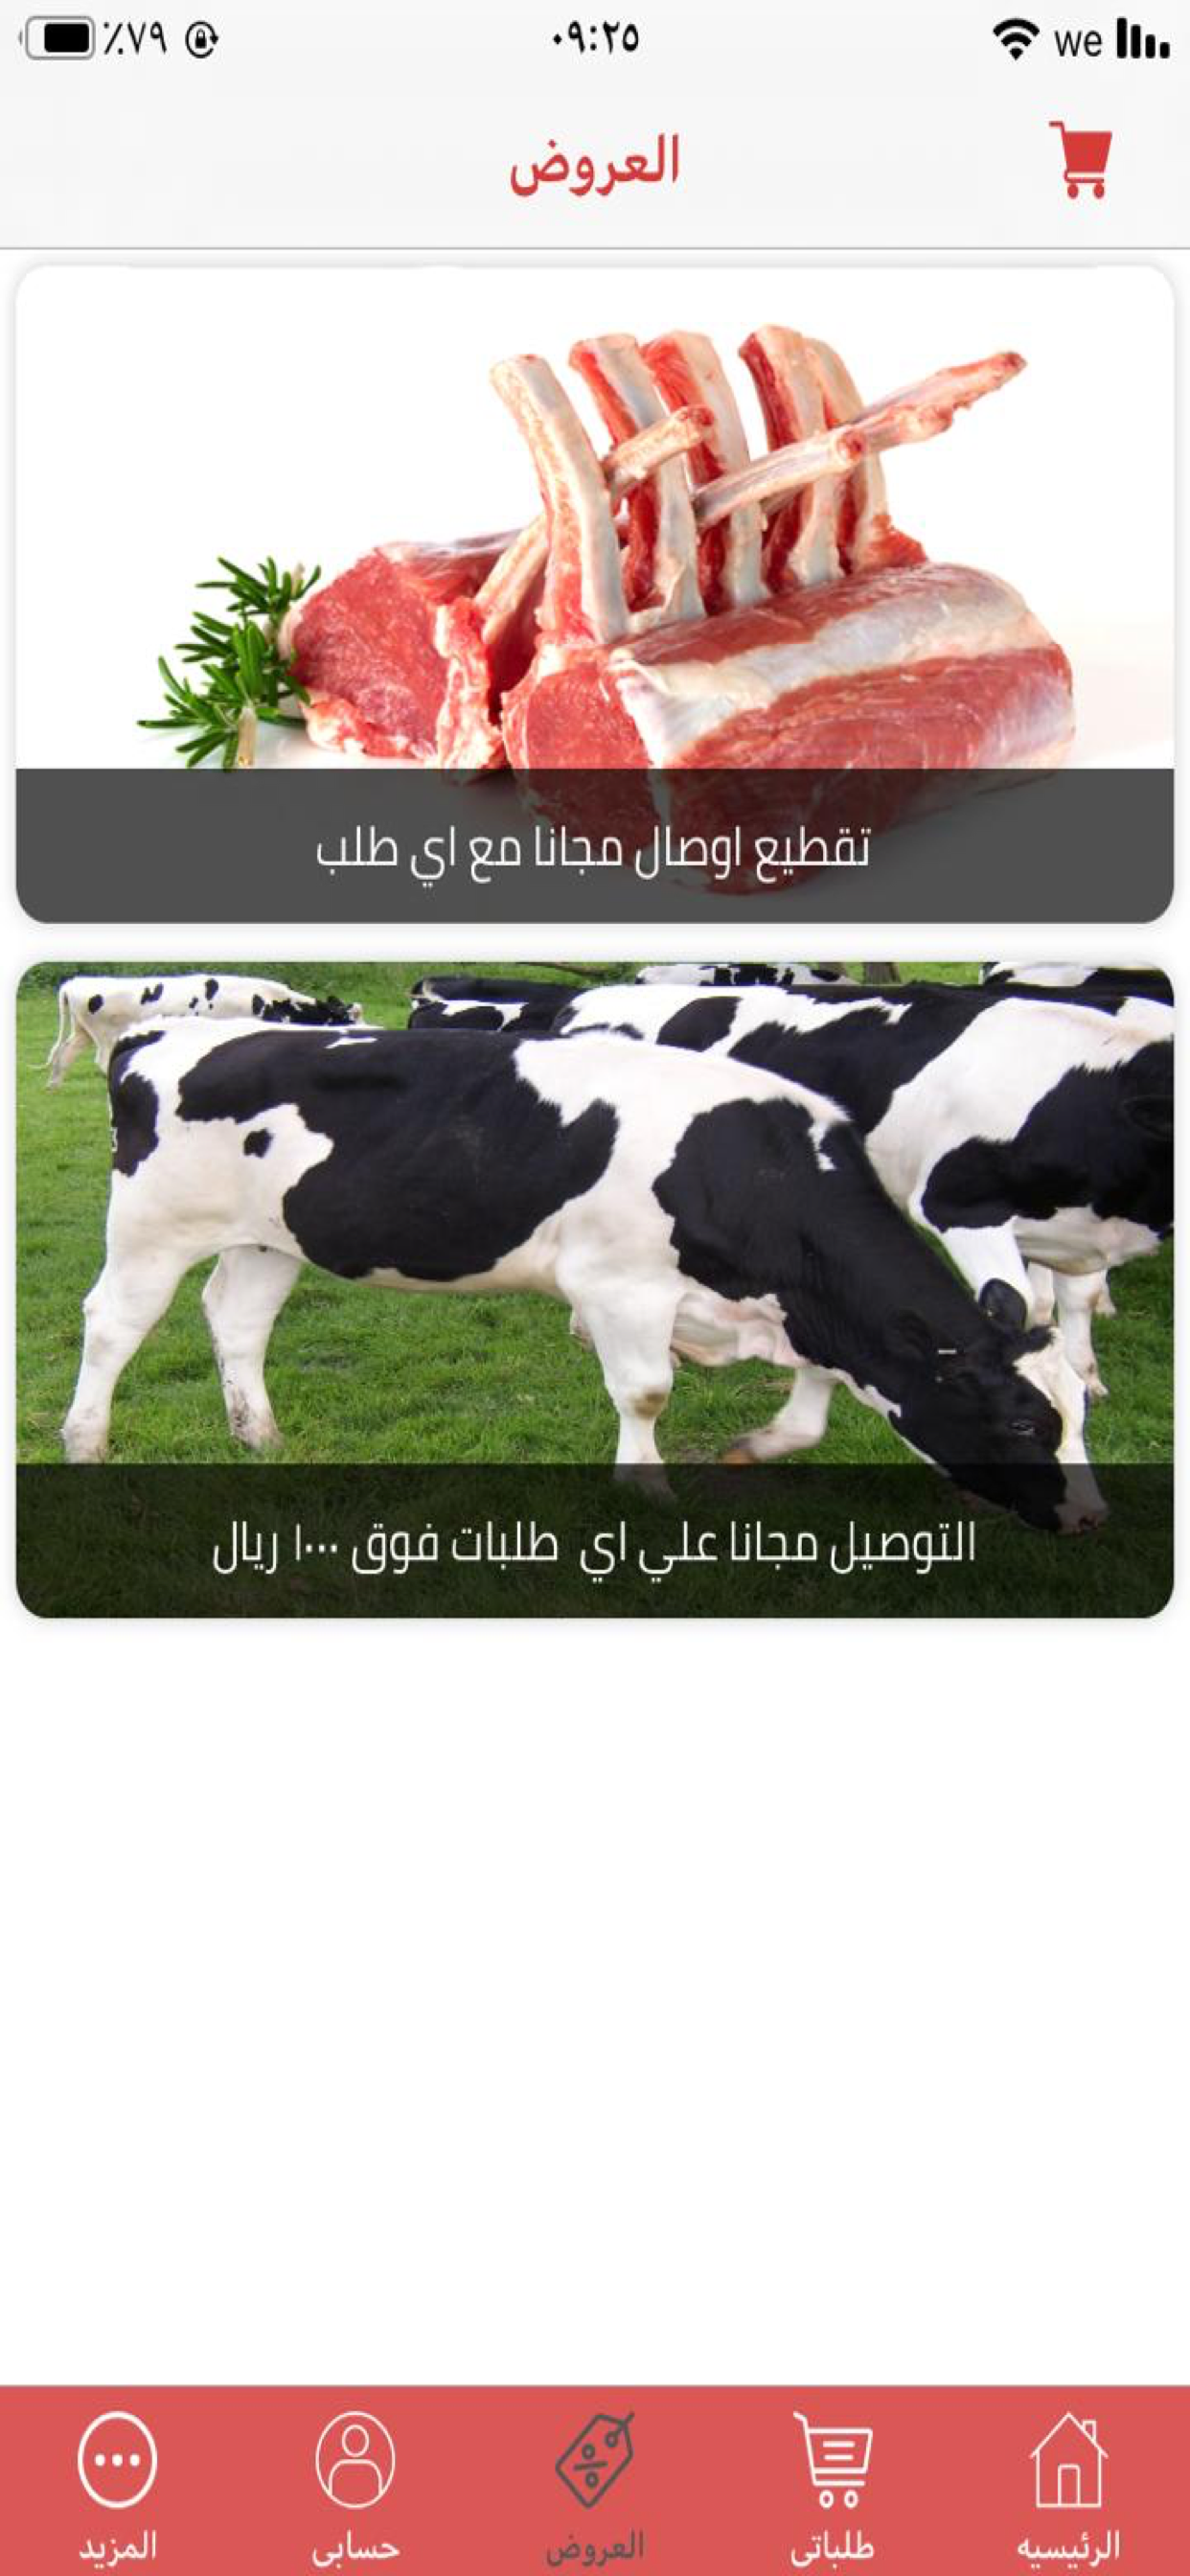 we ٠٩:٢٥ ٪٧٩
العروض
تقطيع اوصال مجانا مع اي طلب
التوصيل مجانا علي اي طلبات فوق ١٠٠٠ ريال
الرئيسيه طلباتى العروض حسابى المزيد